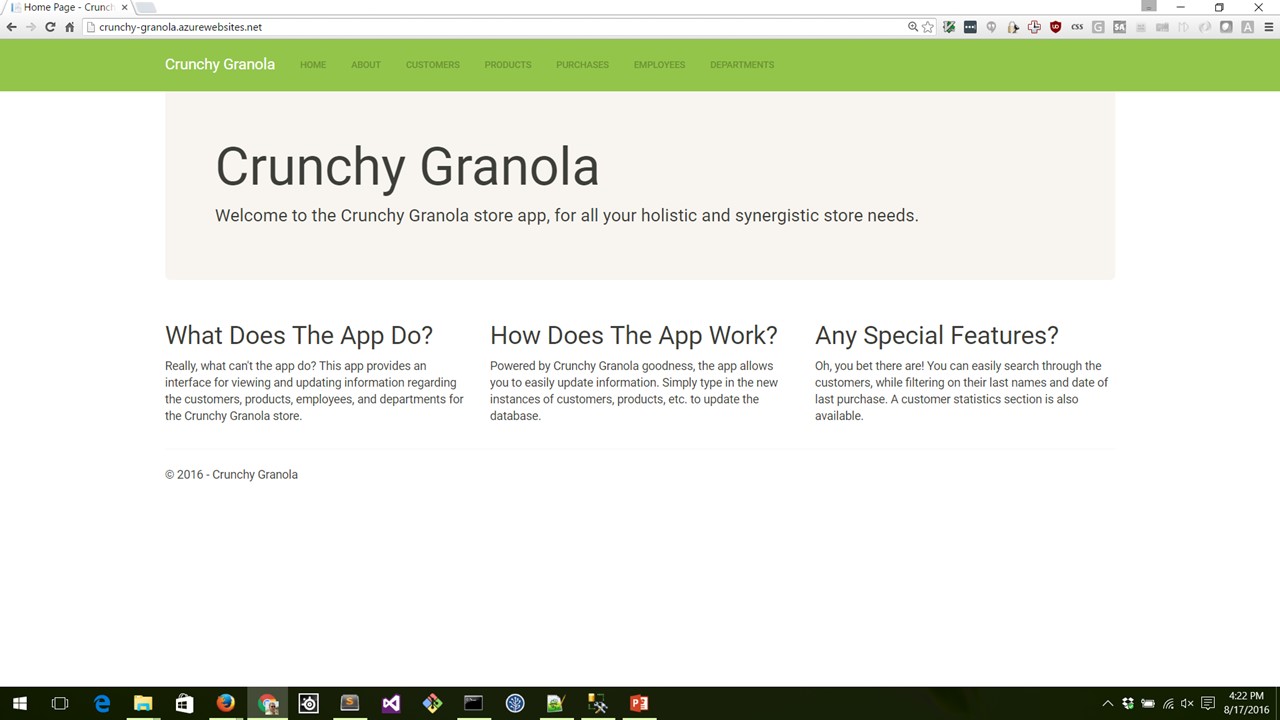 Home Page - Crunch
crunchy-granola.azurewebsites.net
Crunchy Granola HOME ABOUT CUSTOMERS PRODUCTS PURCHASES EMPLOYEES DEPARTMENTS
Crunchy Granola
Welcome to the Crunchy Granola store app, for all your holistic and synergistic store needs.
What Does The App Do?
Really, what can't the app do? This app provides an
interface for viewing and updating information regarding
the customers, products, employees, and departments for
the Crunchy Granola store.
How Does The App Work?
Powered by Crunchy Granola goodness, the app allows
you to easily update information. Simply type in the new
instances of customers, products, etc. to update the
database.
Any Special Features?
Oh, you bet there are! You can easily search through the
customers, while filtering on their last names and date of
last purchase. A customer statistics section is also
available.
© 2016 - Crunchy Granola
4:22 PM
8/17/2016